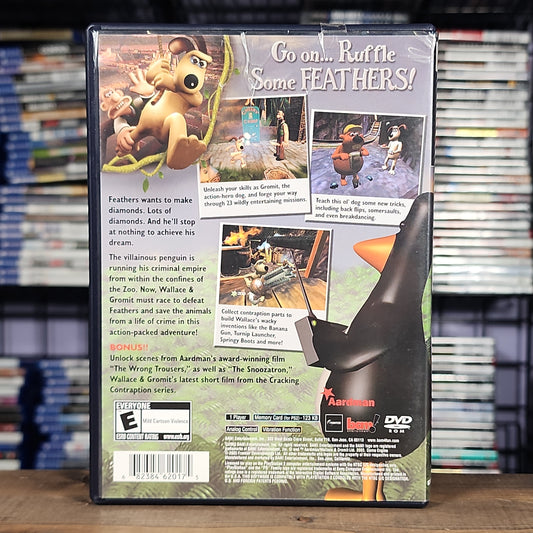 Go on... Ruffle
Some FEATHERS!
Unleash your skills as Gromit, the
action-hero dog, and forge your way
through 23 wildly entertaining missions.
Teach this ol' dog some new tricks,
including back flips, somersaults,
and even breakdancing.
Feathers wants to make
diamonds. Lots of
diamonds. And he'll stop
at nothing to achieve his
dream.
The villainous penguin is
running his criminal empire
from within the confines of
the Zoo. Now, Wallace &
Gromit must race to defeat
Feathers and save the animals
from a life of crime in this
action-packed adventure!
Collect contraption parts to
build Wallace's wacky
inventions like the Banana
Gun, Turnip Launcher,
Springy Boots and more!
BONUS!!
Unlock scenes from Aardman's award-winning film
"The Wrong Trousers," as well as "The Snoozatron,"
Wallace & Gromit's latest short film from the Cracking
Contraption series.
Aardman
EVERYONE
E
Mild Cartoon Violence
ESRB CONTENT RATING www.esrb.org
1 Player
Memory Card (for PS2)- 123 KB
Analog Control
Vibration Function
bam!
DVD
ROM
6 82384 62017 5